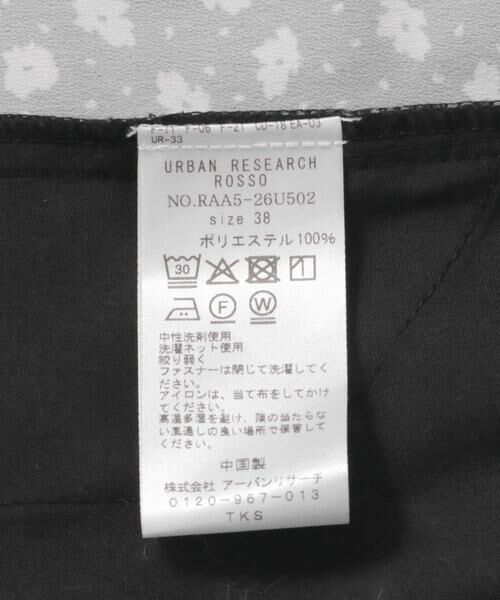 F-11 F-06 F-21 CO-18 EA-03
UR-33
URBAN RESEARCH
ROSSO
NO.RAA5-26U502
size 38
ポリエステル100%
30
F W
中性洗剤使用
洗濯ネット使用
絞り弱く
ファスナーは閉じて洗濯してく
ださい。
アイロンは、当て布をしてかけ
てください。
高温多湿を避け、陽の当たらな
い風通しの良い場所で保管して
ください。
中国製
株式会社 アーバンリサーチ
0120-967-013
TKS